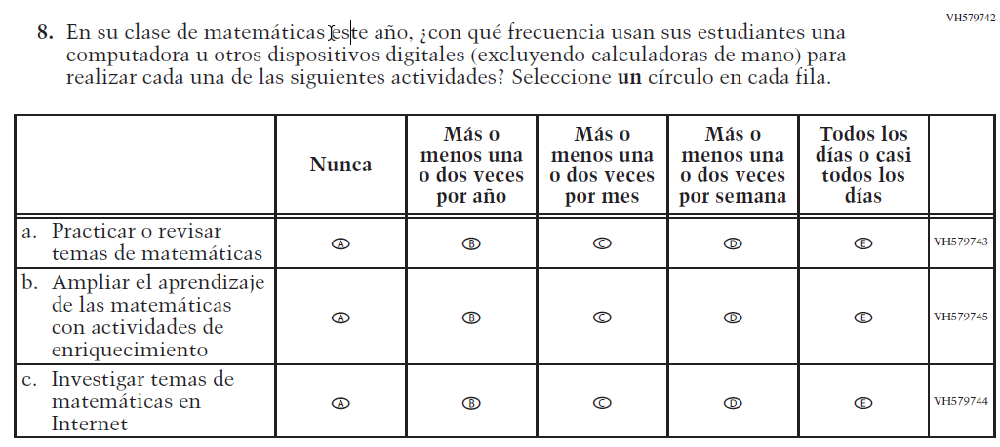 VH579742
8. En su clase de matemáticas este año, ¿con qué frecuencia usan sus estudiantes una
computadora u otros dispositivos digitales (excluyendo calculadoras de mano) para
realizar cada una de las siguientes actividades? Seleccione un círculo en cada fila.
Nunca
Más o
menos una
o dos veces
por año
Más o
menos una
o dos veces
por mes
Más o
menos una
o dos veces
por semana
Todos los
días o casi
todos los
días
a. Practicar o revisar
temas de matemáticas
A B C D E VH579743
b. Ampliar el aprendizaje
de las matemáticas
con actividades de
enriquecimiento
A B C D E VH579745
c. Investigar temas de
matemáticas en
Internet
A B C D E VH579744